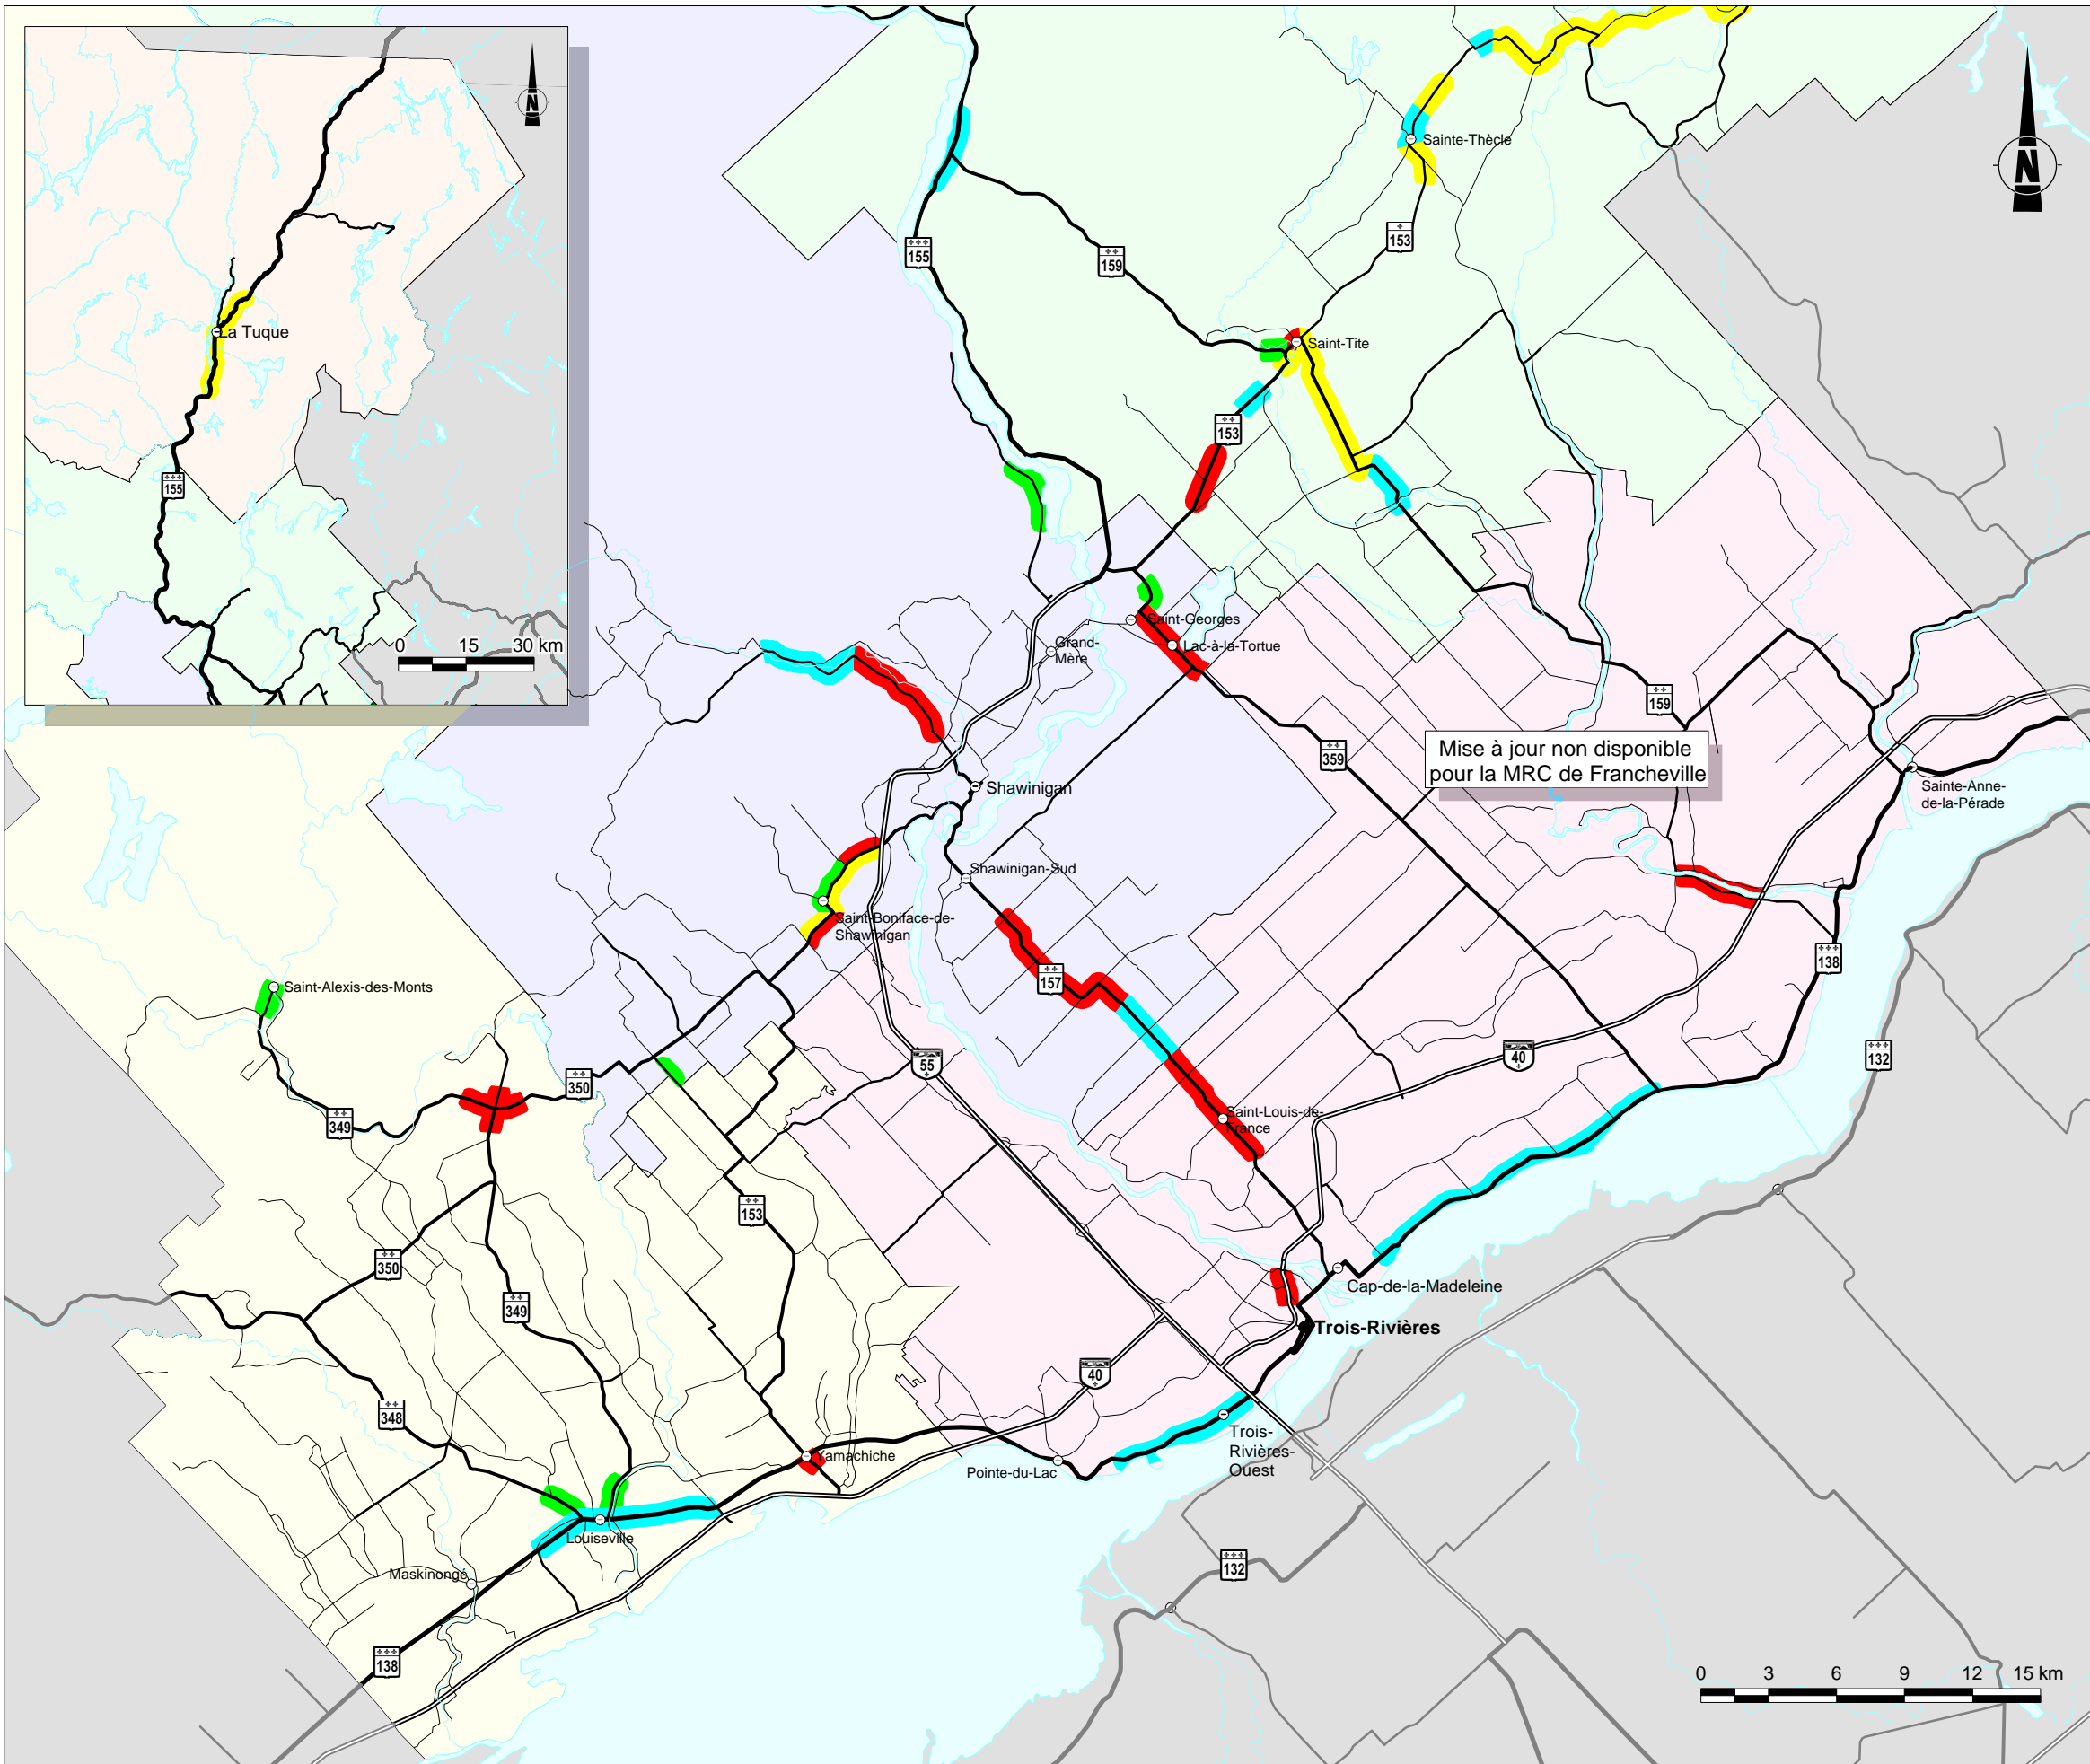 N
N
Sainte-Thècle
155
159
153
La Tuque
Saint-Tite
153
155
0 15 30 km
Saint-Georges
Grand-
Mère
Lac-à-la-Tortue
159
Mise à jour non disponible
pour la MRC de Francheville
359
Shawinigan
Sainte-Anne-
de-la-Pérade
Shawinigan-Sud
Saint-Boniface-de-
Shawinigan
138
157
Saint-Alexis-des-Monts
55
40
132
350
349
Saint-Louis-de-
France
153
350
349
Cap-de-la-Madeleine
Trois-Rivières
40
348
Trois-
Rivières-
Ouest
Yamachiche
Pointe-du-Lac
Louiseville
Maskinongé
132
138
0 3 6 9 12 15 km